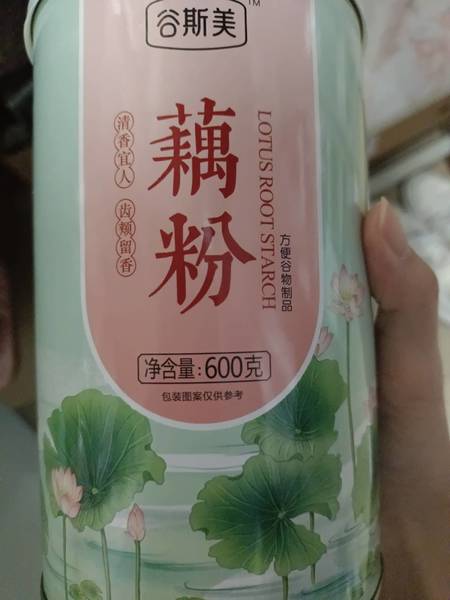 谷斯美
TM
藕粉
LOTUS ROOT STARCH
清香宜人
齿颊留香
方便谷物制品
净含量:600克
包装图案仅供参考